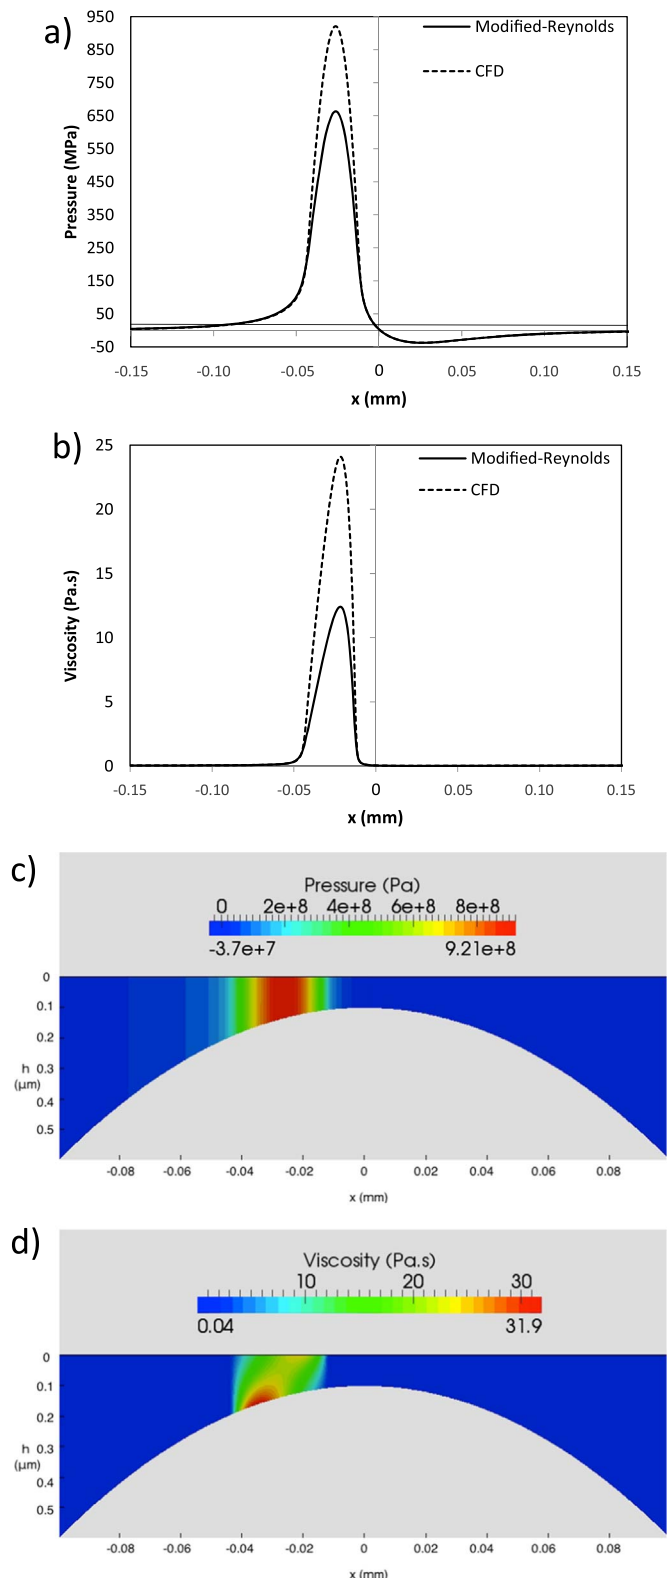 a)
950
850
750
650
550
450
350
250
150
50
-50
Pressure (MPa)
Modified-Reynolds
CFD
-0.15 -0.10 -0.05 0 0.05 0.10 0.15
x (mm)
b)
25
20
15
10
5
0
Viscosity (Pa.s)
Modified-Reynolds
CFD
-0.15 -0.10 -0.05 0 0.05 0.10 0.15
x (mm)
c)
Pressure (Pa)
0 2e+8 4e+8 6e+8 8e+8
-3.7e+7 9.21e+8
0
0.1
0.2
h 0.3
(μm)
0.4
0.5
-0.08 -0.06 -0.04 -0.02 0 0.02 0.04 0.06 0.08
x (mm)
d)
Viscosity (Pa.s)
10 20 30
0.04 31.9
0
0.1
0.2
0.3
h
(μm)
0.4
0.5
-0.08 -0.06 -0.04 -0.02 0 0.02 0.04 0.06 0.08
x (mm)